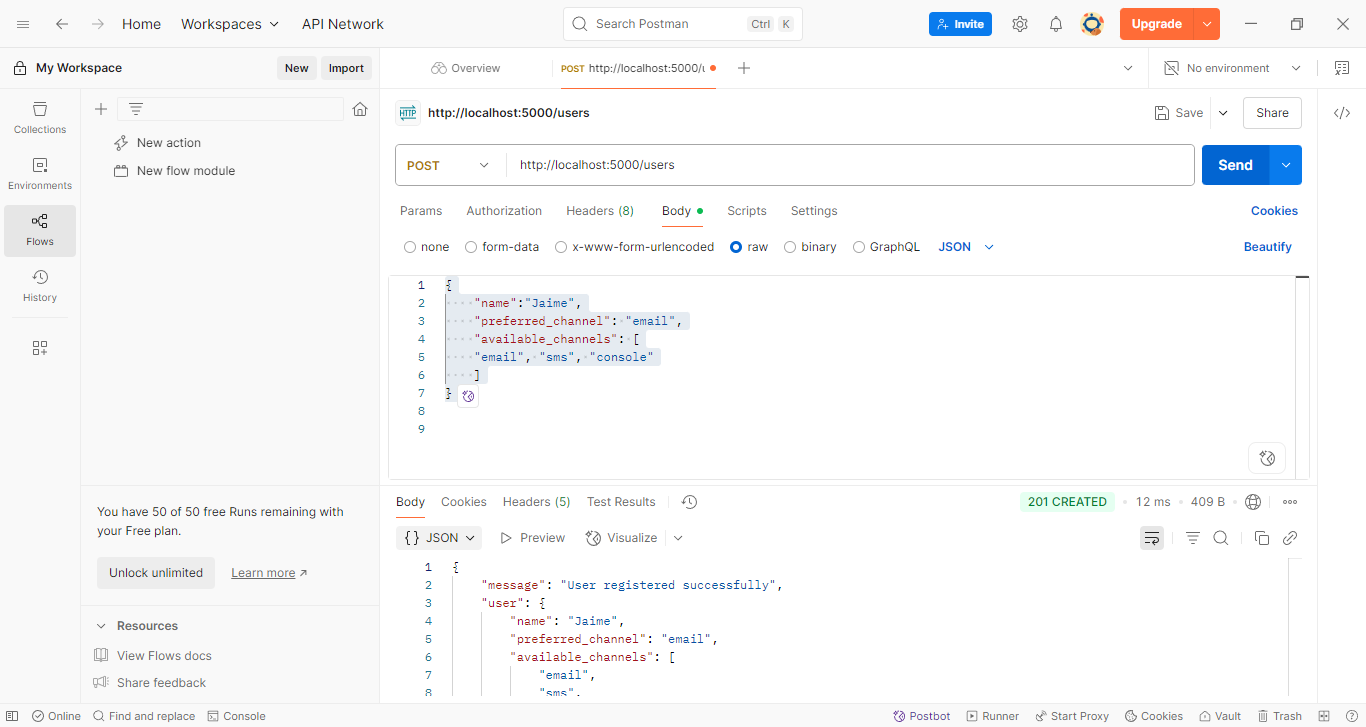 Home Workspaces API Network Search Postman Ctrl K Invite Upgrade
My Workspace New Import Overview POST http://localhost:5000/u No environment
Collections
Environments
Flows
History
New action
New flow module
HTTP http://localhost:5000/users Save Share
POST http://localhost:5000/users Send
Params Authorization Headers (8) Body Scripts Settings Cookies
none form-data x-www-form-urlencoded raw binary GraphQL JSON Beautify
1 {
2 "name":"Jaime",
3 "preferred_channel": "email",
4 "available_channels": [
5 "email", "sms", "console"
6 ]
7 }
8
9
You have 50 of 50 free Runs remaining with
your Free plan.
Unlock unlimited Learn more ↗
Resources
View Flows docs
Share feedback
Body Cookies Headers (5) Test Results 201 CREATED • 12 ms • 409 B •
{} JSON Preview Visualize
1 {
2 "message": "User registered successfully",
3 "user": {
4 "name": "Jaime",
5 "preferred_channel": "email",
6 "available_channels": [
7 "email",
8 "sms",
Online Find and replace Console Postbot Runner Start Proxy Cookies Vault Trash